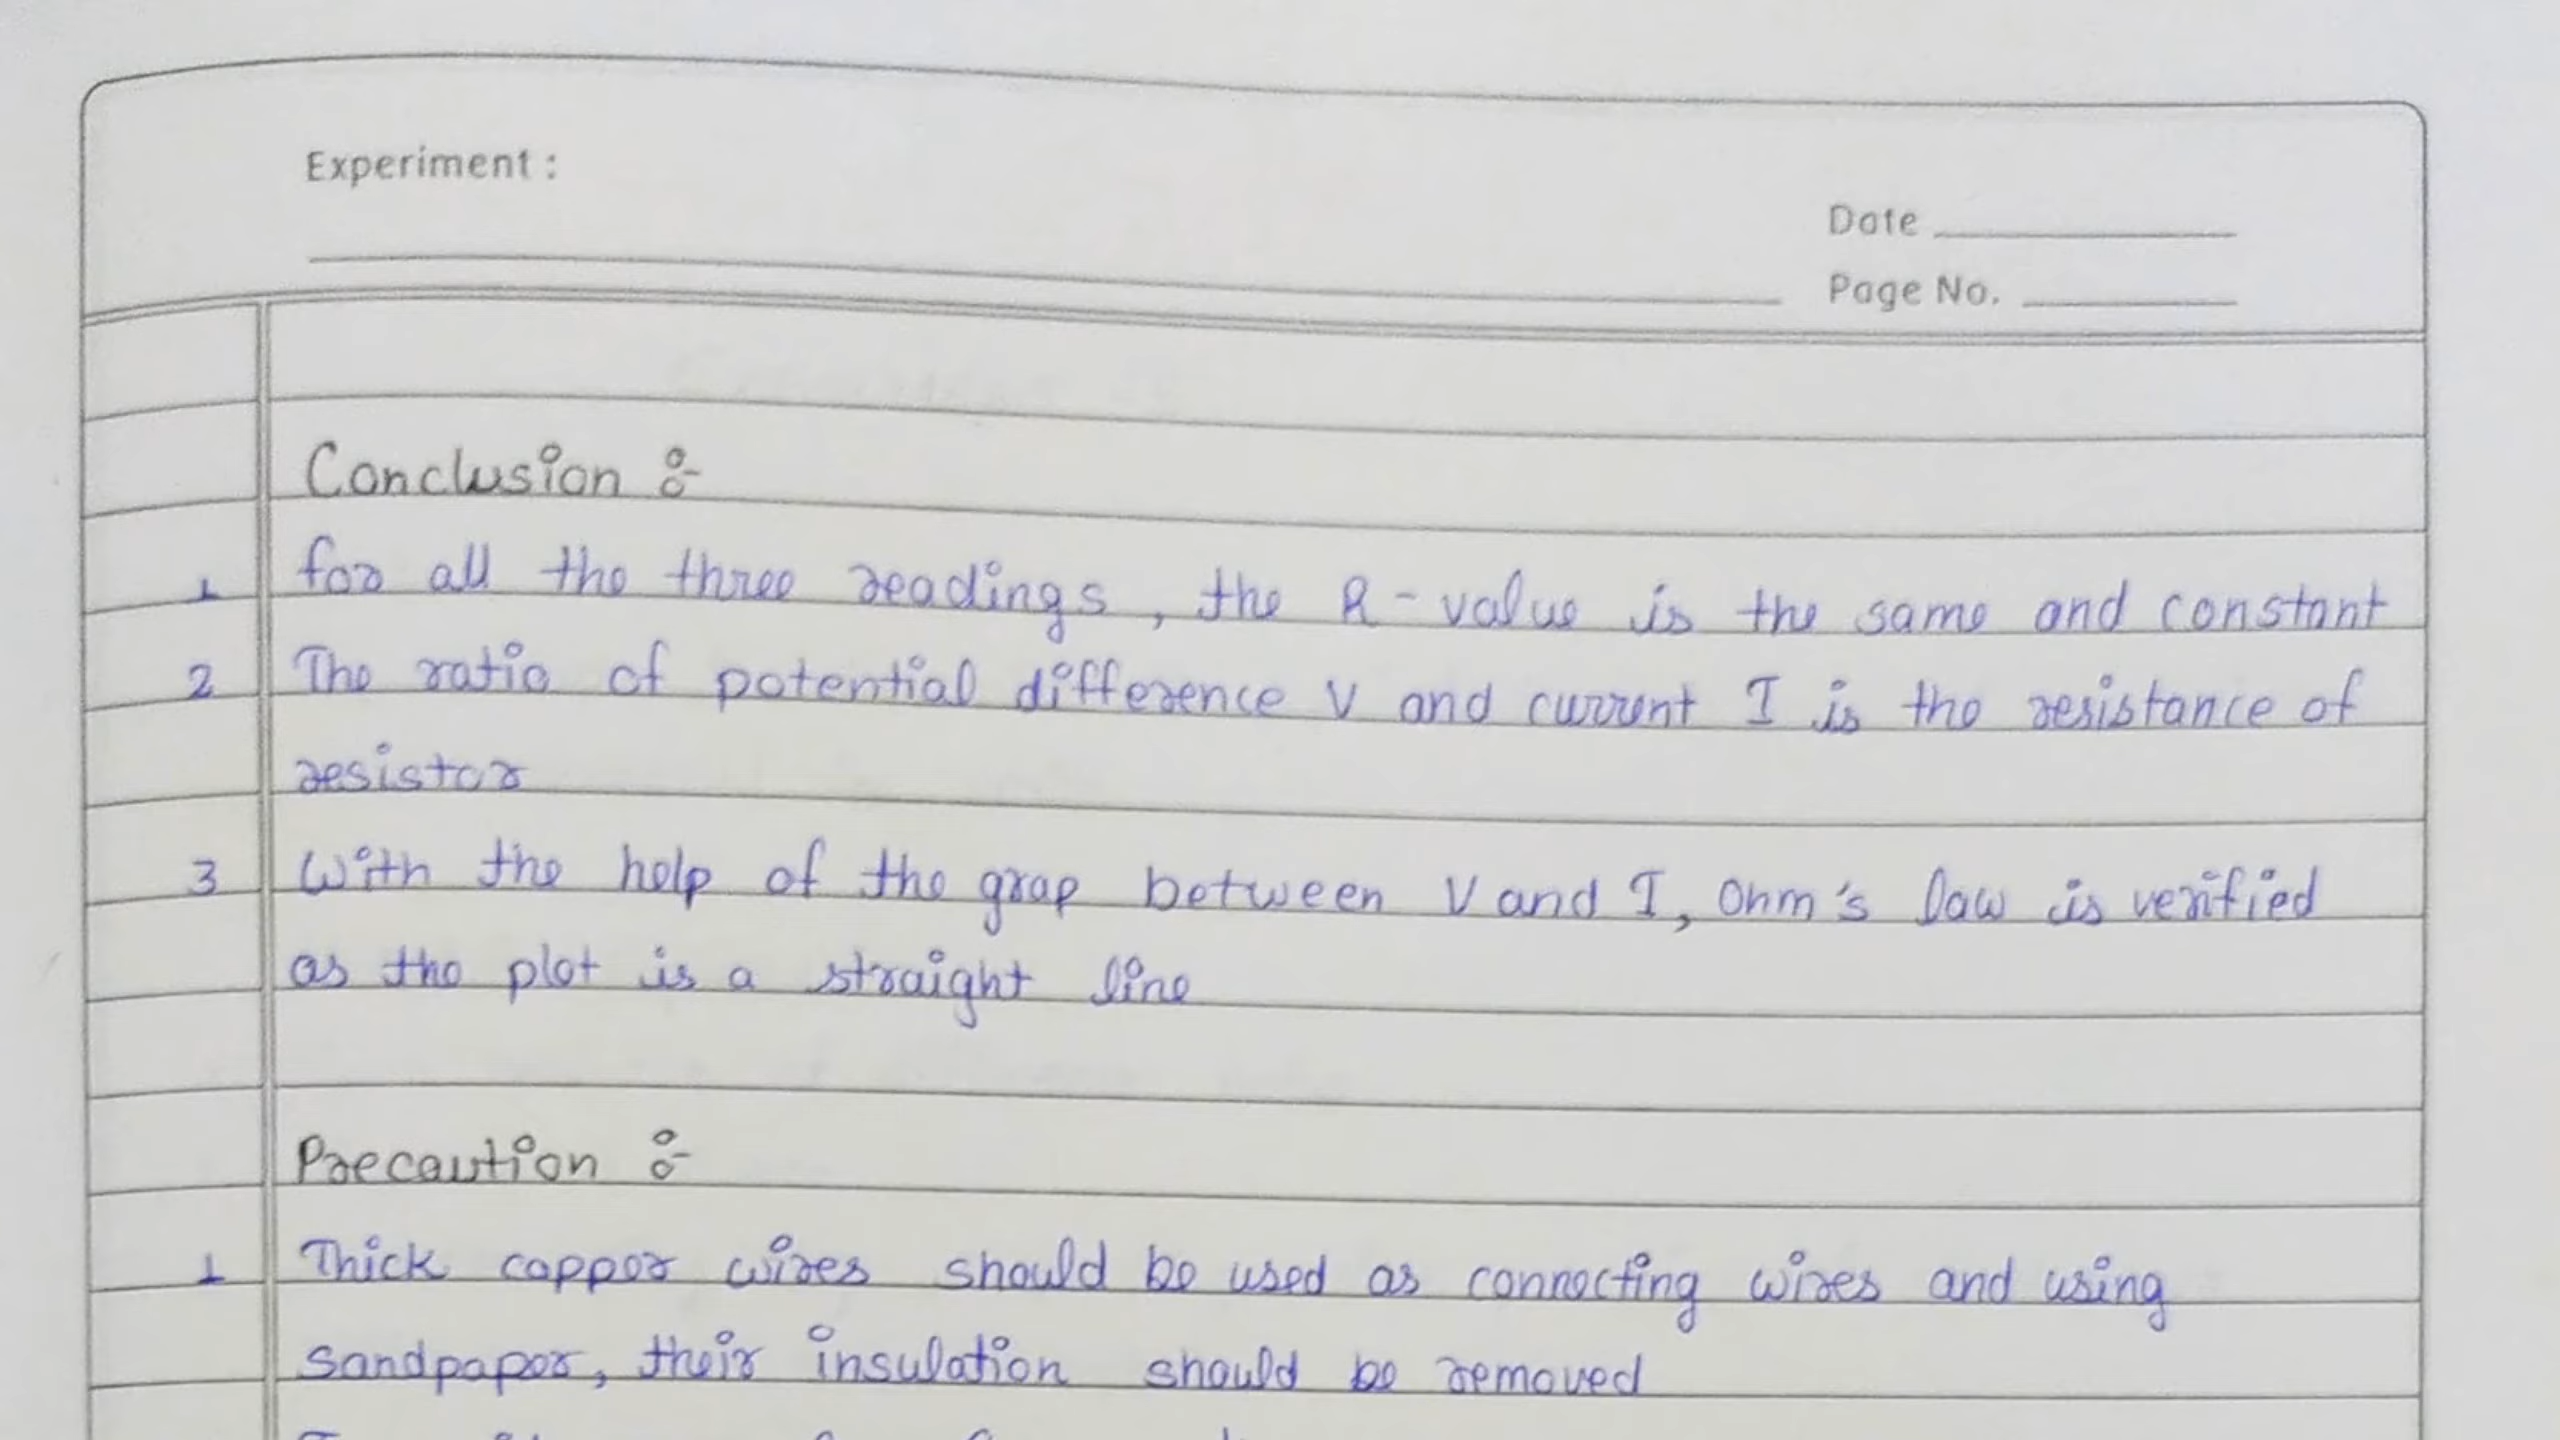 Experiment :
Date
Page No.
Conclusion :-
1 for all the three readings, the R-value is the same and constant
2 The ratio of potential difference V and current I is the resistance of
resistor
3 With the help of the grap between V and I, Ohm's law is verified
as the plot is a straight line
Precaution :-
1 Thick copper wires should be used as connecting wires and using
sandpaper, their insulation should be removed